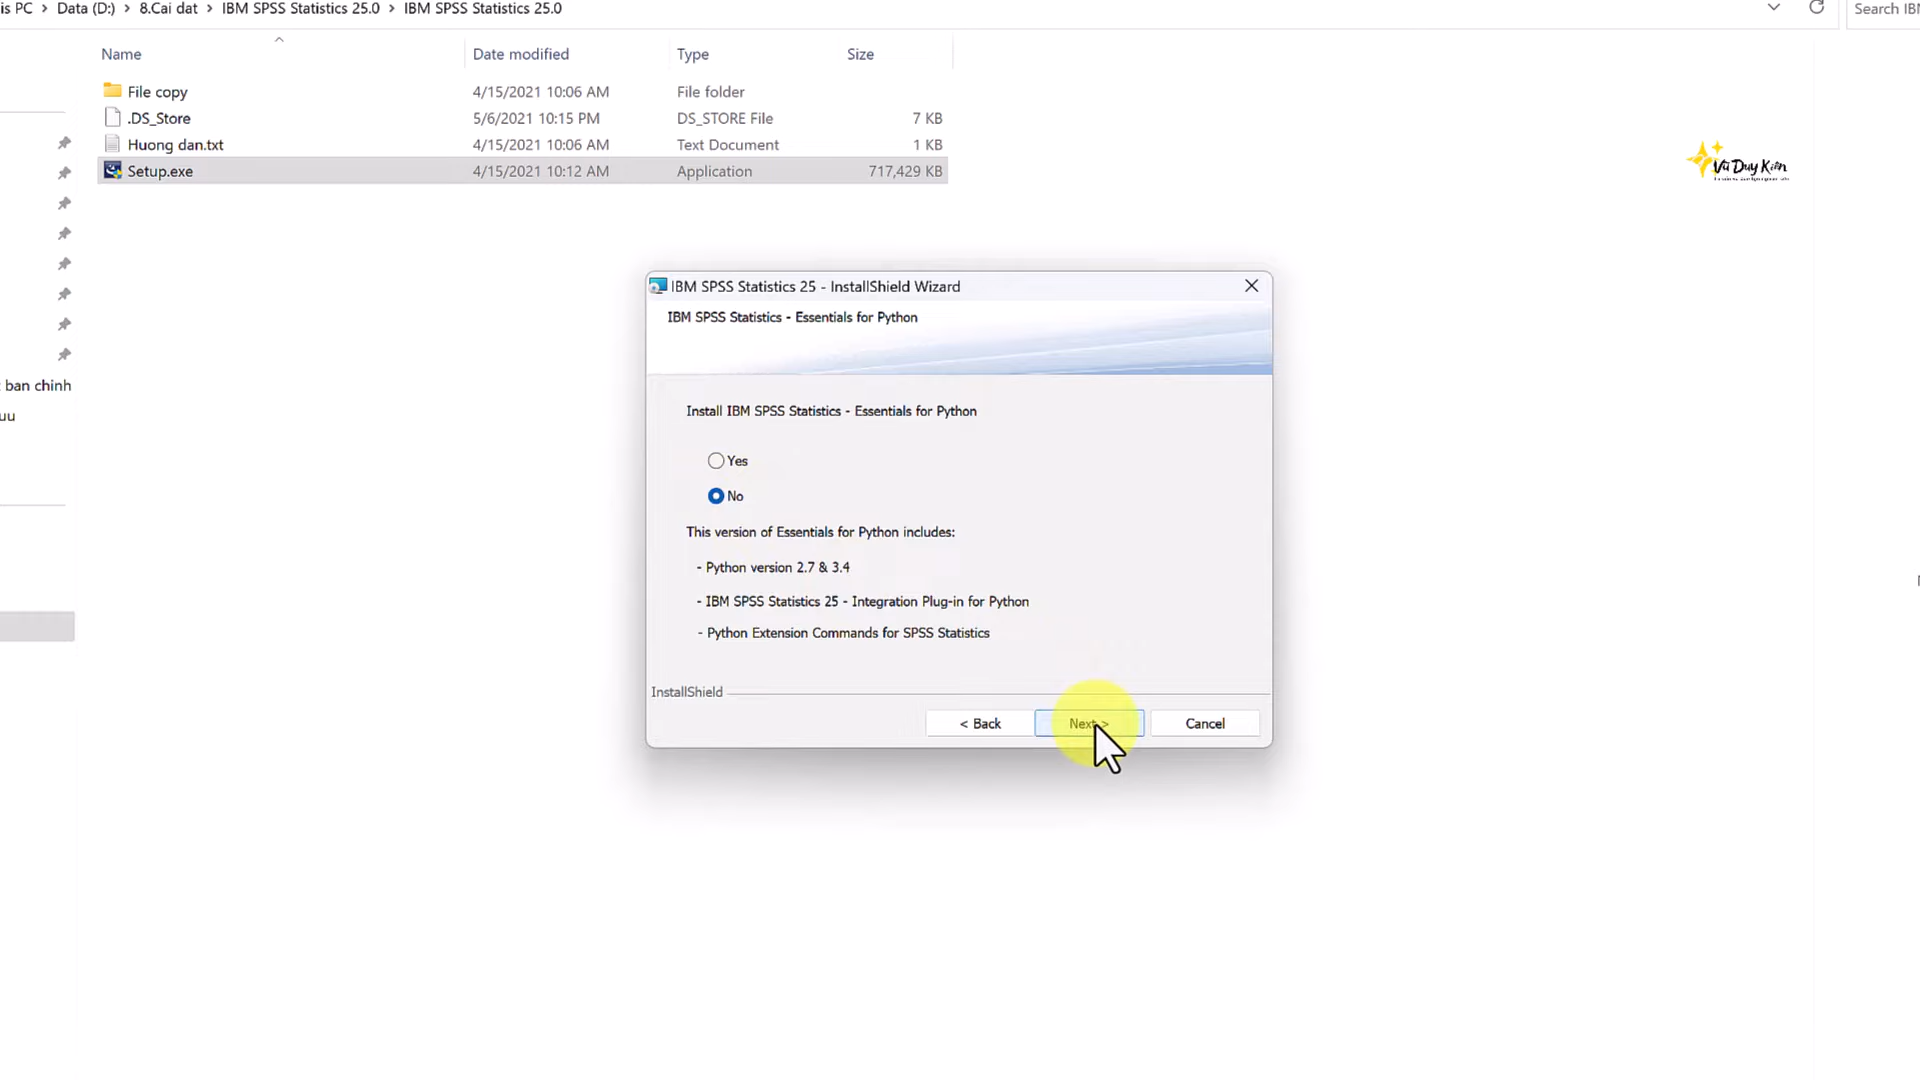 is PC > Data (D:) > 8.Cai dat > IBM SPSS Statistics 25.0 > IBM SPSS Statistics 25.0
Search IBM
Name Date modified Type Size
File copy 4/15/2021 10:06 AM File folder
.DS_Store 5/6/2021 10:15 PM DS_STORE File 7 KB
Huong dan.txt 4/15/2021 10:06 AM Text Document 1 KB
Setup.exe 4/15/2021 10:12 AM Application 717,429 KB
Vũ Duy Kiên
ban chinh
uu
IBM SPSS Statistics 25 - InstallShield Wizard
IBM SPSS Statistics - Essentials for Python
Install IBM SPSS Statistics - Essentials for Python
Yes
No
This version of Essentials for Python includes:
- Python version 2.7 & 3.4
- IBM SPSS Statistics 25 - Integration Plug-in for Python
- Python Extension Commands for SPSS Statistics
InstallShield
< Back Next > Cancel